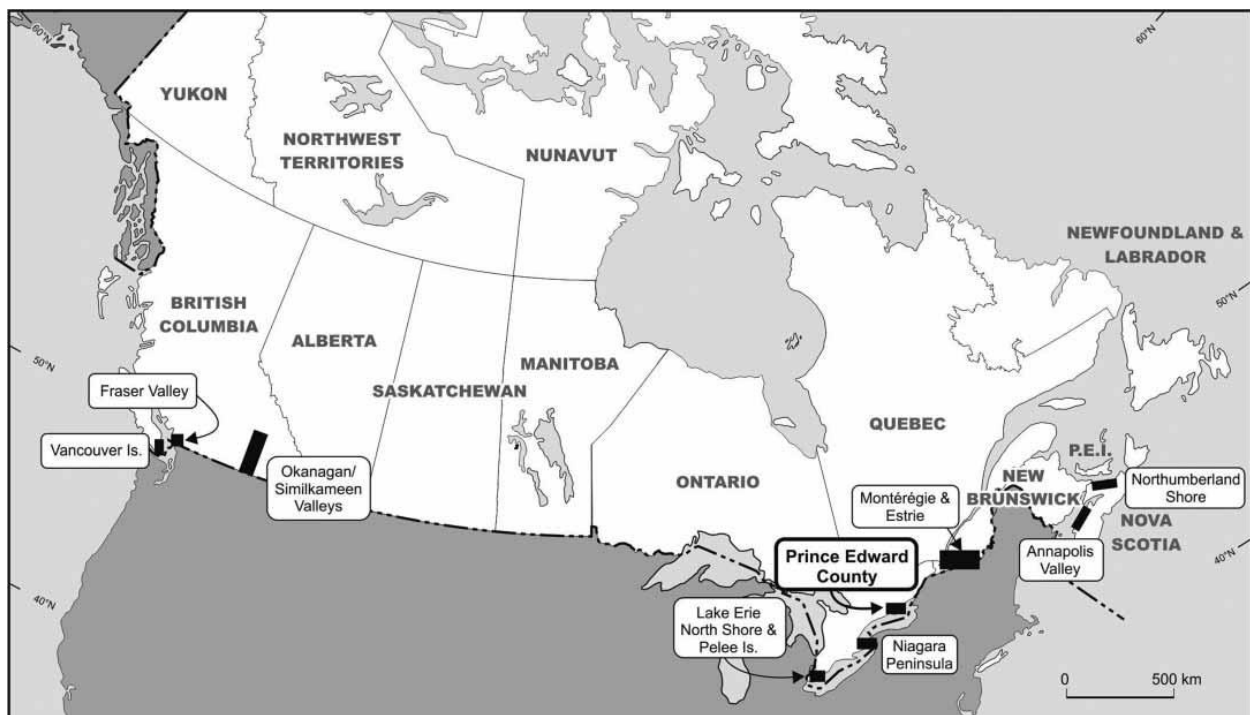 60°N
60°N
YUKON
NORTHWEST
TERRITORIES
NUNAVUT
NEWFOUNDLAND &
LABRADOR
50°N
BRITISH
COLUMBIA
ALBERTA
50°N
MANITOBA
SASKATCHEWAN
Fraser Valley
QUEBEC
Vancouver Is.
P.E.I.
Okanagan/
Similkameen
Valleys
ONTARIO
Montérégie &
Estrie
NEW
BRUNSWICK
Northumberland
Shore
NOVA
SCOTIA
Annapolis
Valley
40°N
Prince Edward
County
40°N
Lake Erie
North Shore &
Pelee Is.
Niagara
Peninsula
0 500 km